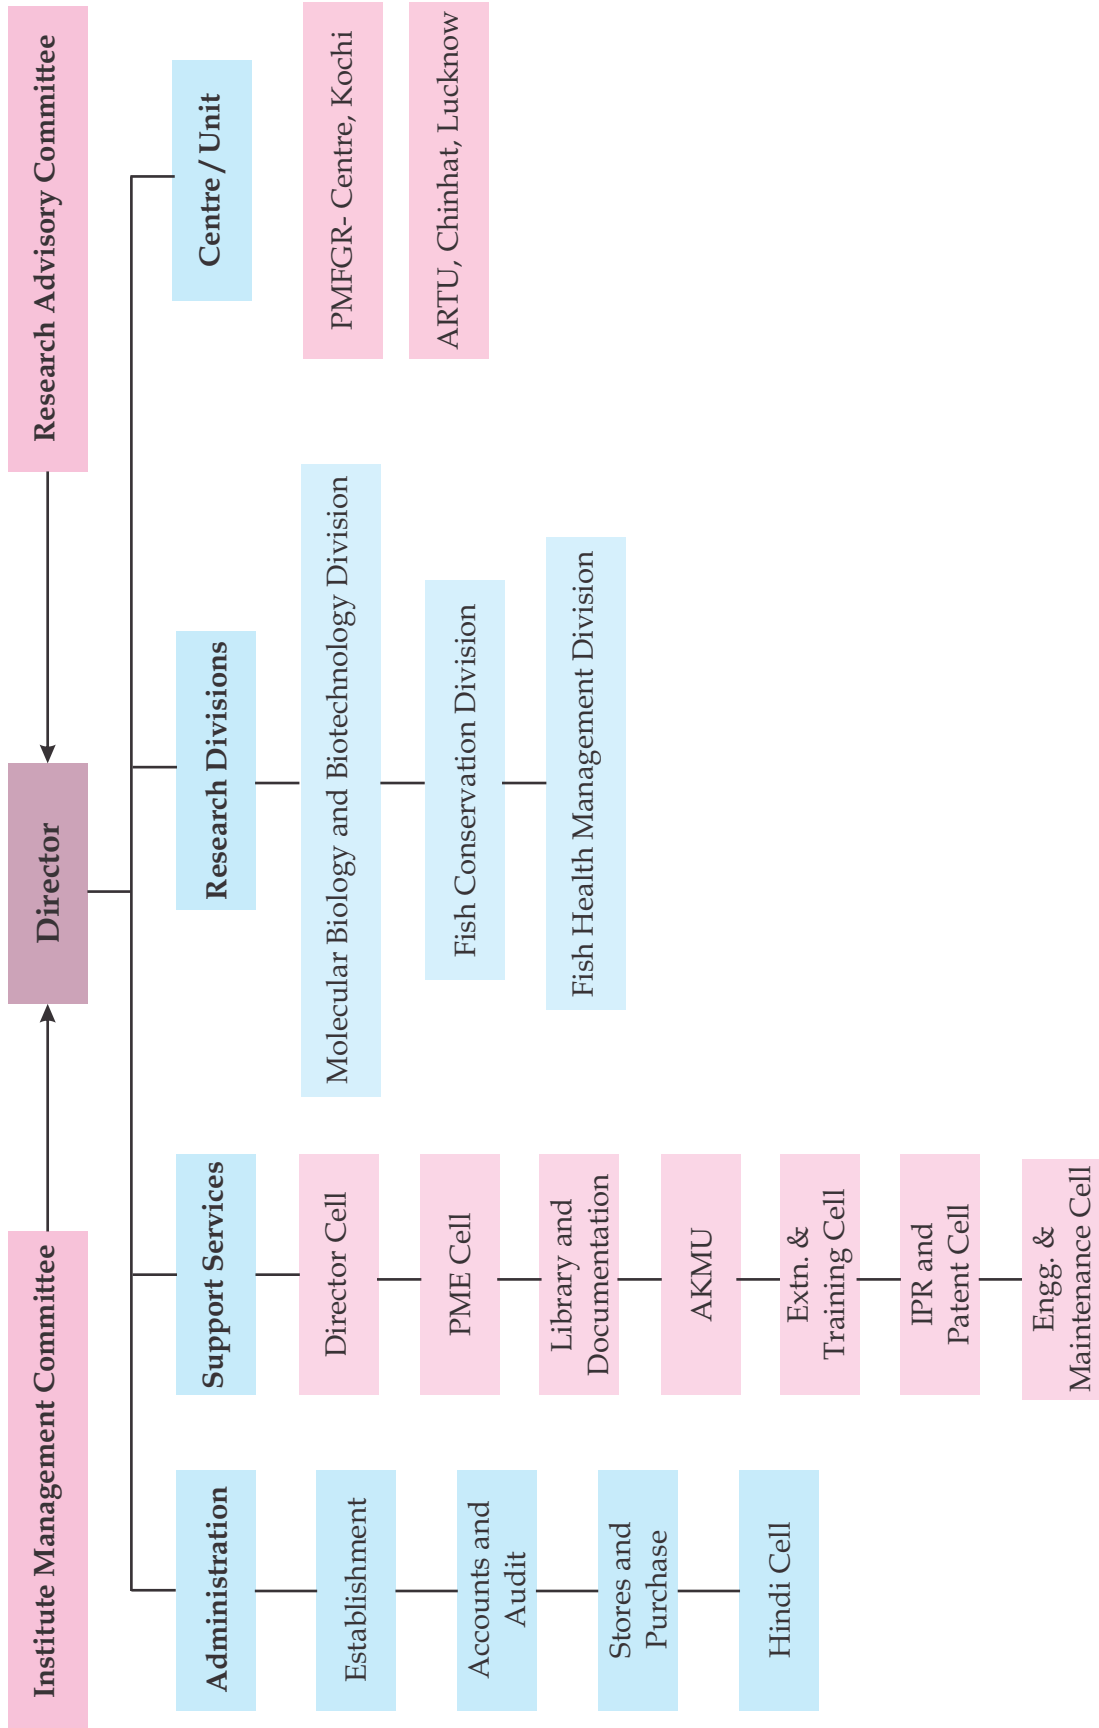 Institute Management Committee
Director
Research Advisory Committee
Administration
Establishment
Accounts and
Audit
Stores and
Purchase
Hindi Cell
Support Services
Director Cell
PME Cell
Library and
Documentation
AKMU
Extn. &
Training Cell
IPR and
Patent Cell
Engg. &
Maintenance Cell
Research Divisions
Molecular Biology and Biotechnology Division
Fish Conservation Division
Fish Health Management Division
Centre / Unit
PMFGR- Centre, Kochi
ARTU, Chinhat, Lucknow